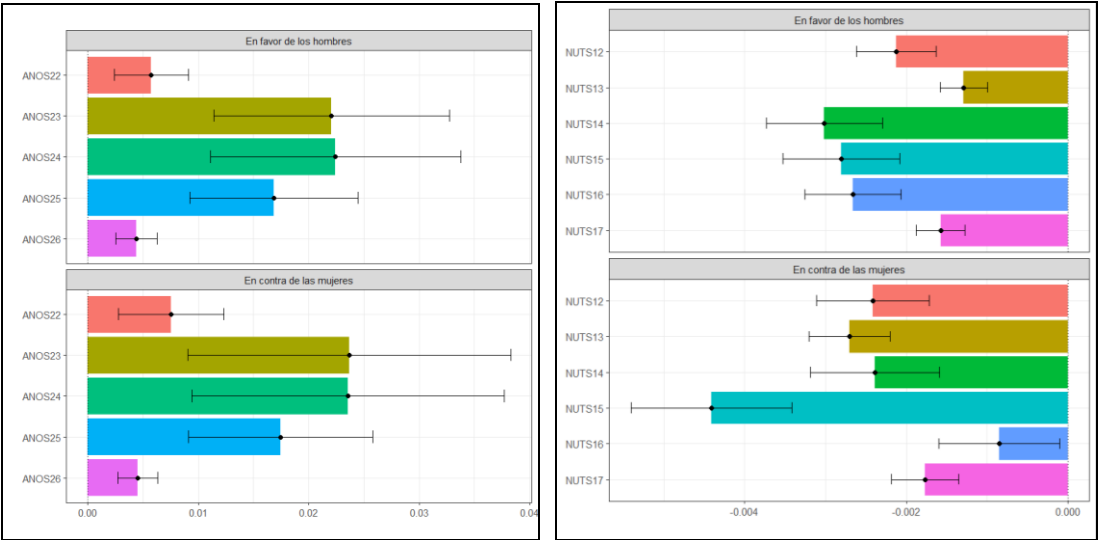 En favor de los hombres
ANOS22
ANOS23
ANOS24
ANOS25
ANOS26
En contra de las mujeres
ANOS22
ANOS23
ANOS24
ANOS25
ANOS26
0.00 0.01 0.02 0.03 0.04
En favor de los hombres
NUTS12
NUTS13
NUTS14
NUTS15
NUTS16
NUTS17
En contra de las mujeres
NUTS12
NUTS13
NUTS14
NUTS15
NUTS16
NUTS17
-0.004 -0.002 0.000